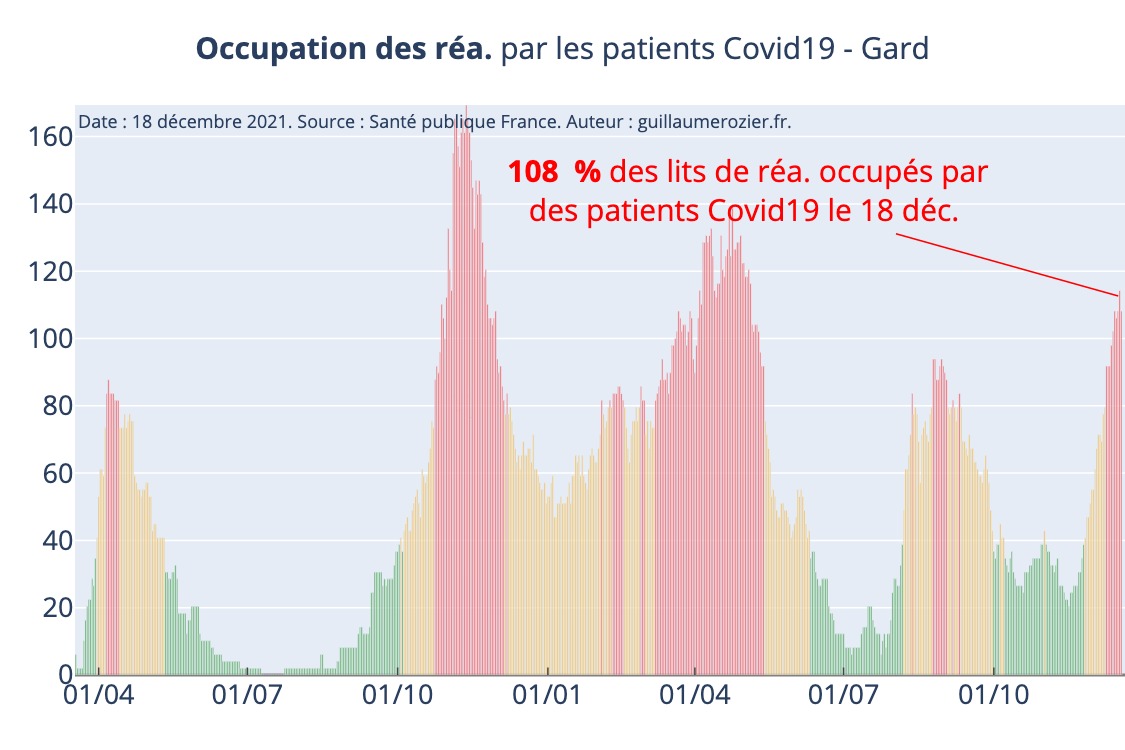 Occupation des réa. par les patients Covid19 - Gard
Date : 18 décembre 2021. Source : Santé publique France. Auteur : guillaumerozier.fr.
108 % des lits de réa. occupés par
des patients Covid19 le 18 déc.
160
140
120
100
80
60
40
20
0
01/04 01/07 01/10 01/01 01/04 01/07 01/10